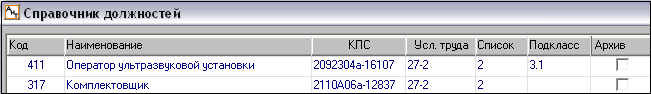 Справочник должностей
Код Наименование КПС Усл. труда Список Подкласс Архив
411 Оператор ультразвуковой установки 2092304а-16107 27-2 2 3.1
317 Комплектовщик 2110А06а-12837 27-2 2